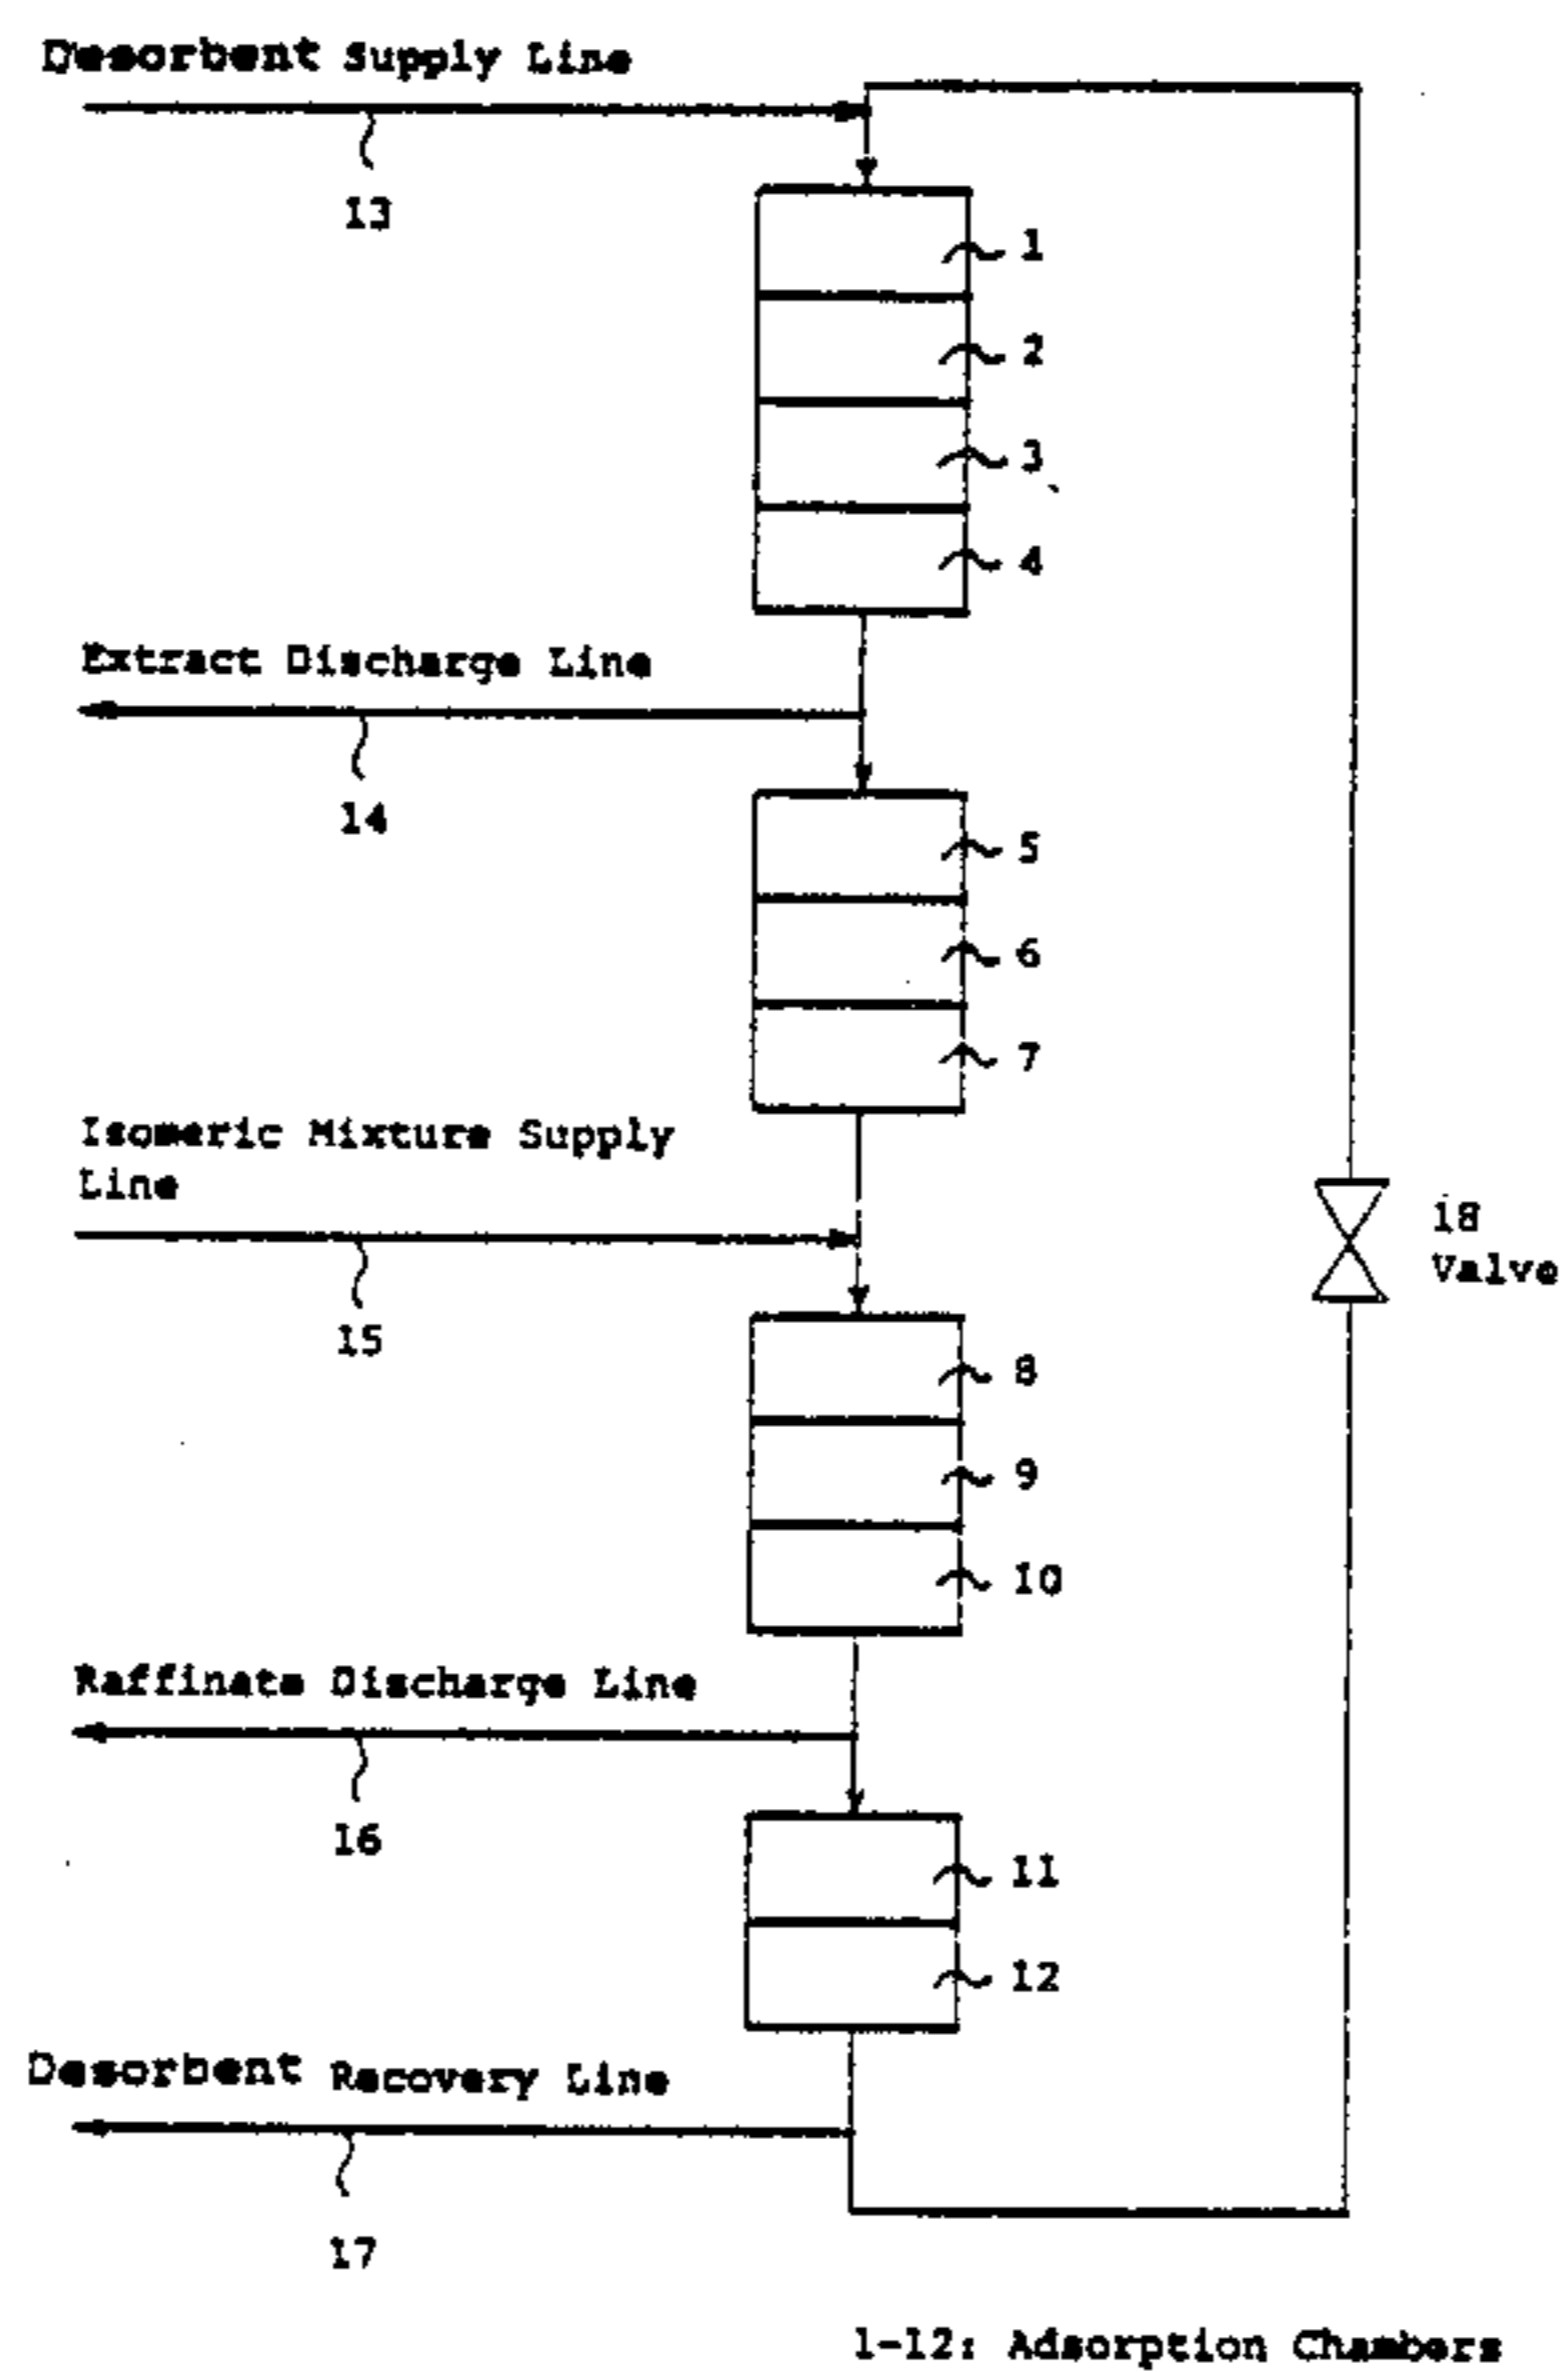 Desorbent Supply Line
13
1
2
3
4
Extract Discharge Line
14
5
6
7
Isomeric Mixture Supply
Line
15
18
Valve
8
9
10
Raffinate Discharge Line
16
11
12
Desorbent Recovery Line
17
1-12: Adsorption Chambers